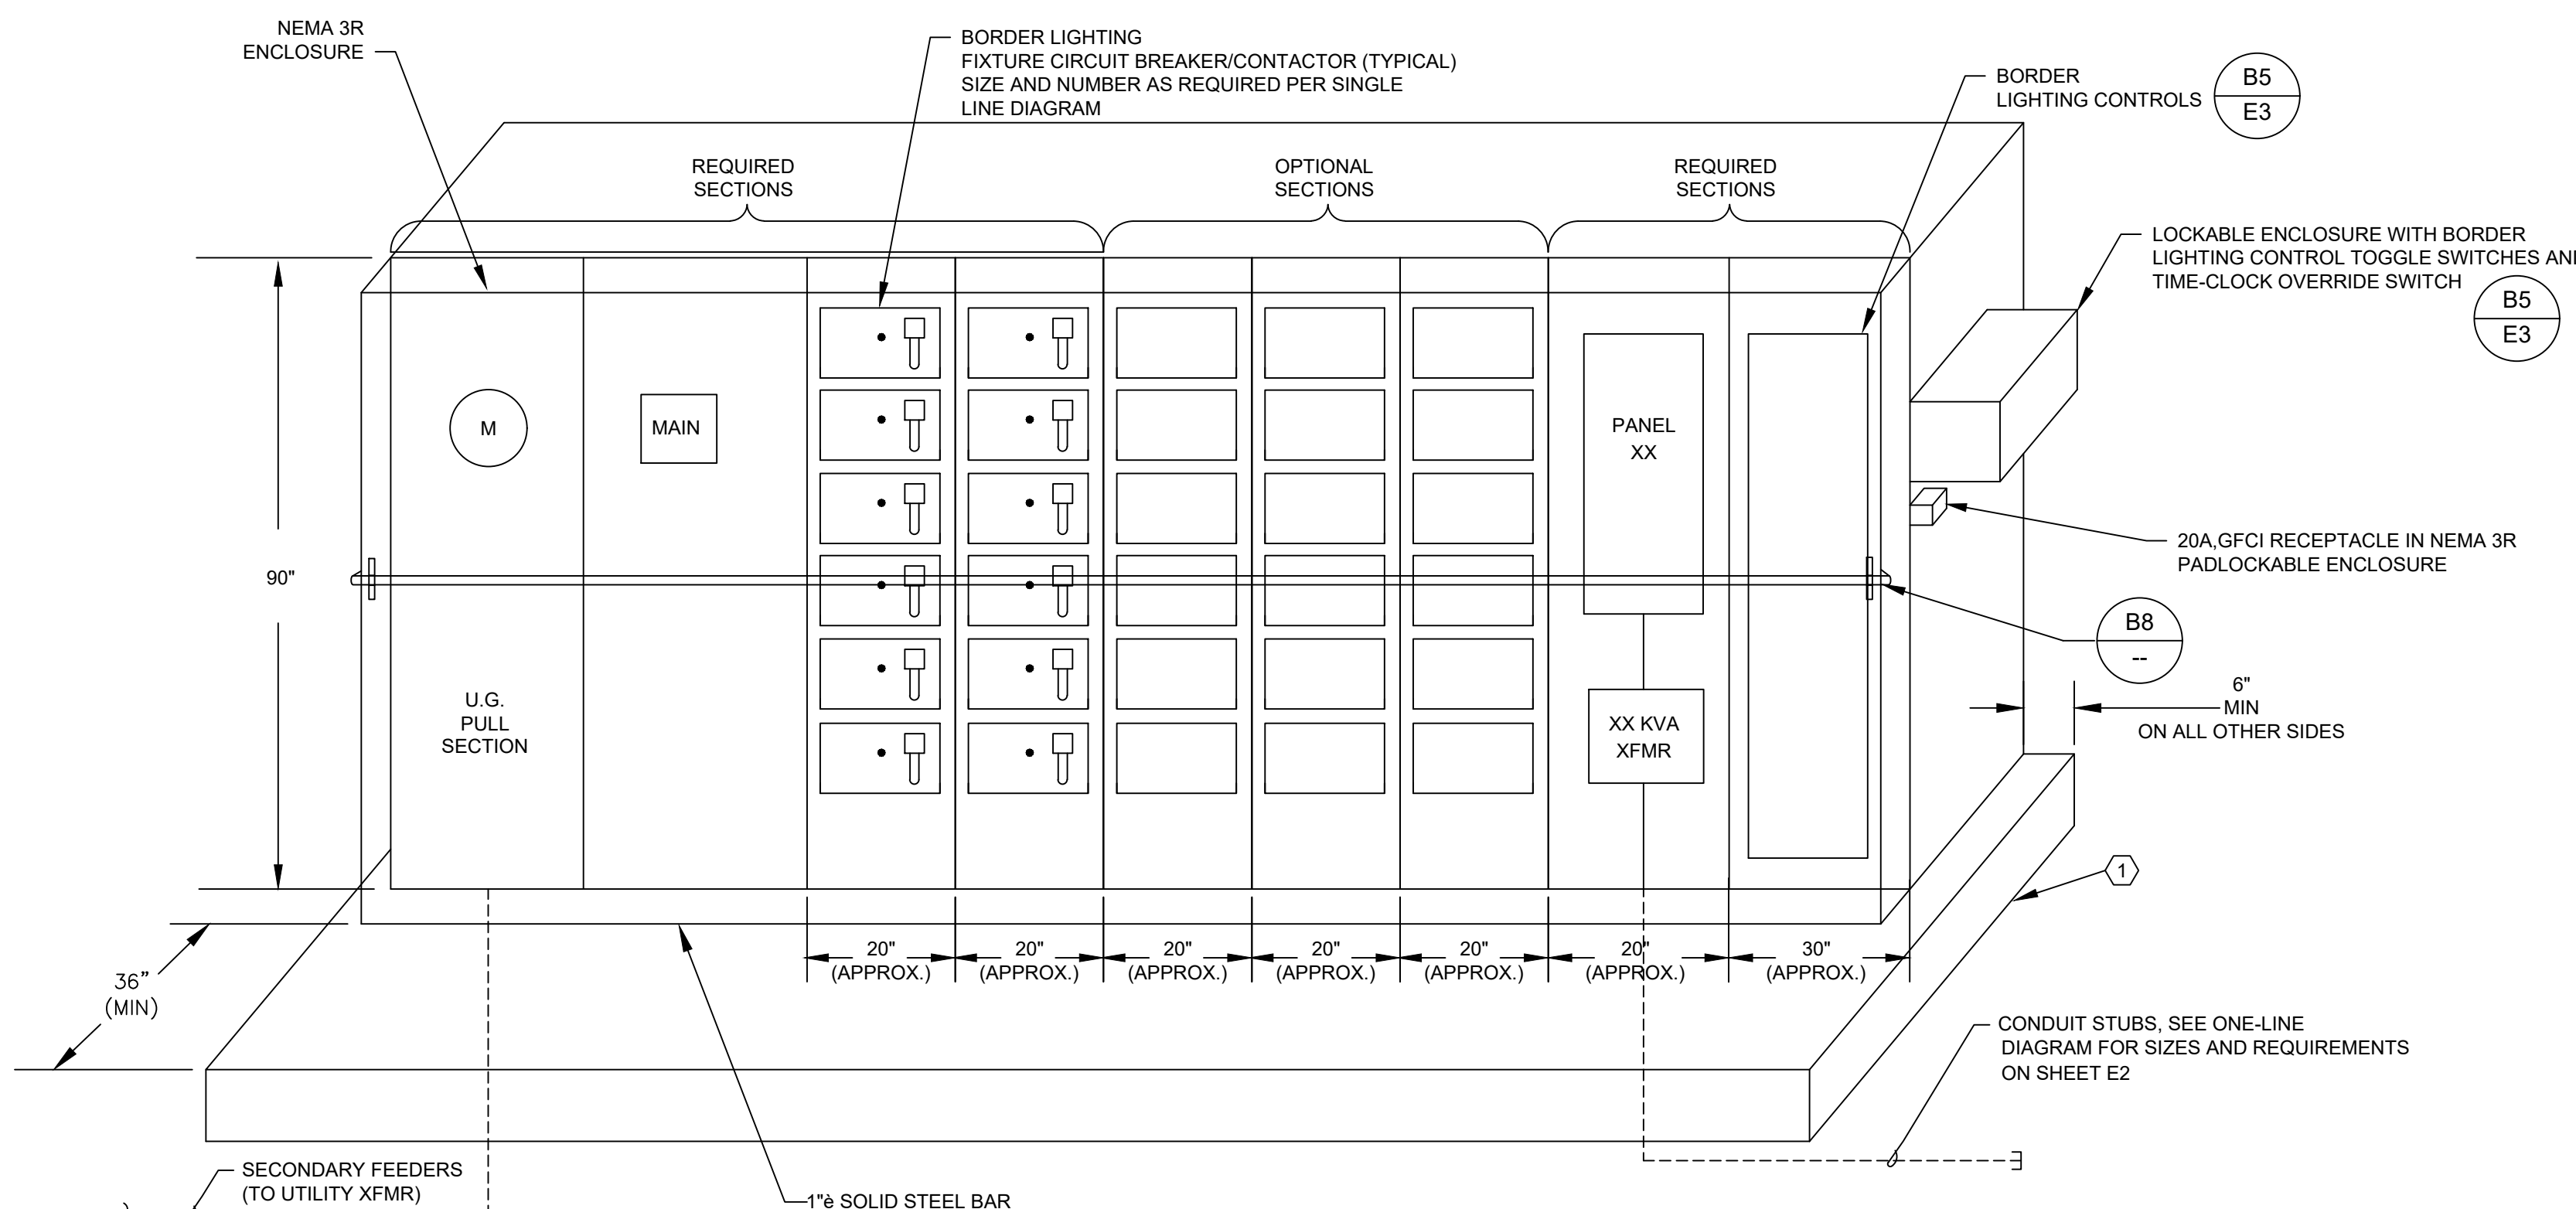 NEMA 3R
ENCLOSURE
BORDER LIGHTING
FIXTURE CIRCUIT BREAKER/CONTACTOR (TYPICAL)
SIZE AND NUMBER AS REQUIRED PER SINGLE
LINE DIAGRAM
BORDER
LIGHTING CONTROLS
B5
E3
REQUIRED
SECTIONS
OPTIONAL
SECTIONS
REQUIRED
SECTIONS
LOCKABLE ENCLOSURE WITH BORDER
LIGHTING CONTROL TOGGLE SWITCHES AN
TIME-CLOCK OVERRIDE SWITCH
B5
E3
M
MAIN
PANEL
XX
20A,GFCI RECEPTACLE IN NEMA 3R
PADLOCKABLE ENCLOSURE
90"
B8
--
6"
MIN
ON ALL OTHER SIDES
U.G.
PULL
SECTION
XX KVA
XFMR
1
20"
(APPROX.)
20"
(APPROX.)
20"
(APPROX.)
20"
(APPROX.)
20"
(APPROX.)
20"
(APPROX.)
30"
(APPROX.)
36”
(MIN)
CONDUIT STUBS, SEE ONE-LINE
DIAGRAM FOR SIZES AND REQUIREMENTS
ON SHEET E2
SECONDARY FEEDERS
(TO UTILITY XFMR)
1"è SOLID STEEL BAR